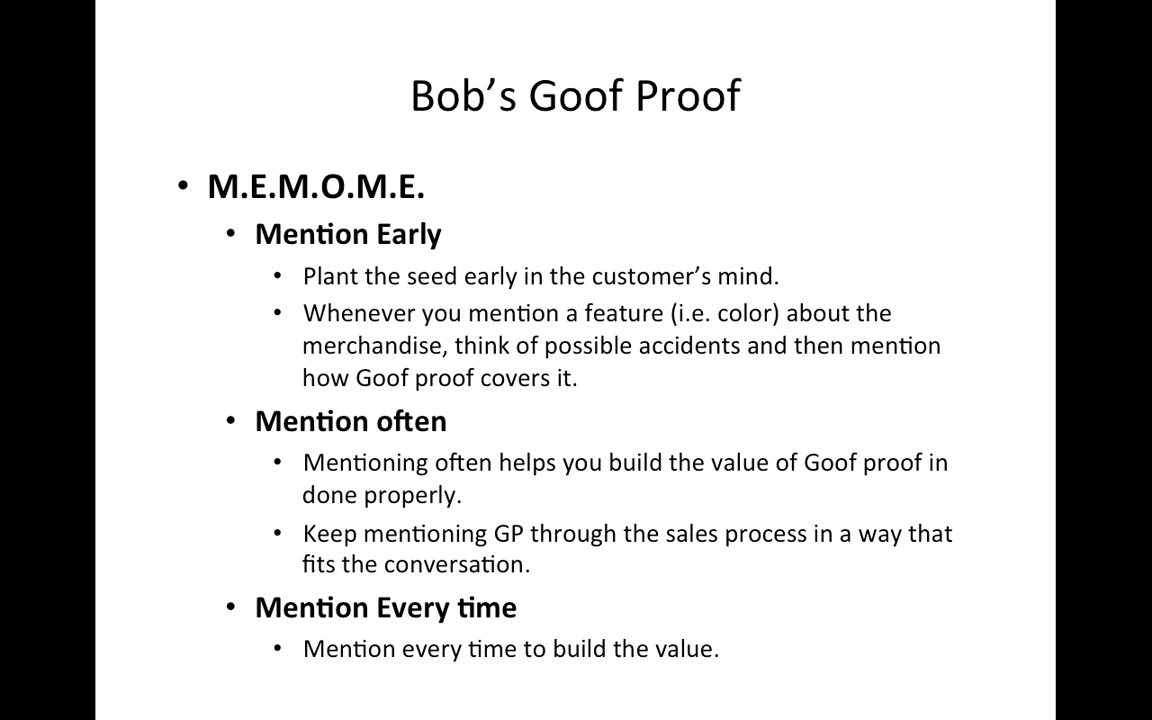 Bob’s Goof Proof
• M.E.M.O.M.E.
• Mention Early
• Plant the seed early in the customer’s mind.
• Whenever you mention a feature (i.e. color) about the
merchandise, think of possible accidents and then mention
how Goof proof covers it.
• Mention often
• Mentioning often helps you build the value of Goof proof in
done properly.
• Keep mentioning GP through the sales process in a way that
fits the conversation.
• Mention Every time
• Mention every time to build the value.